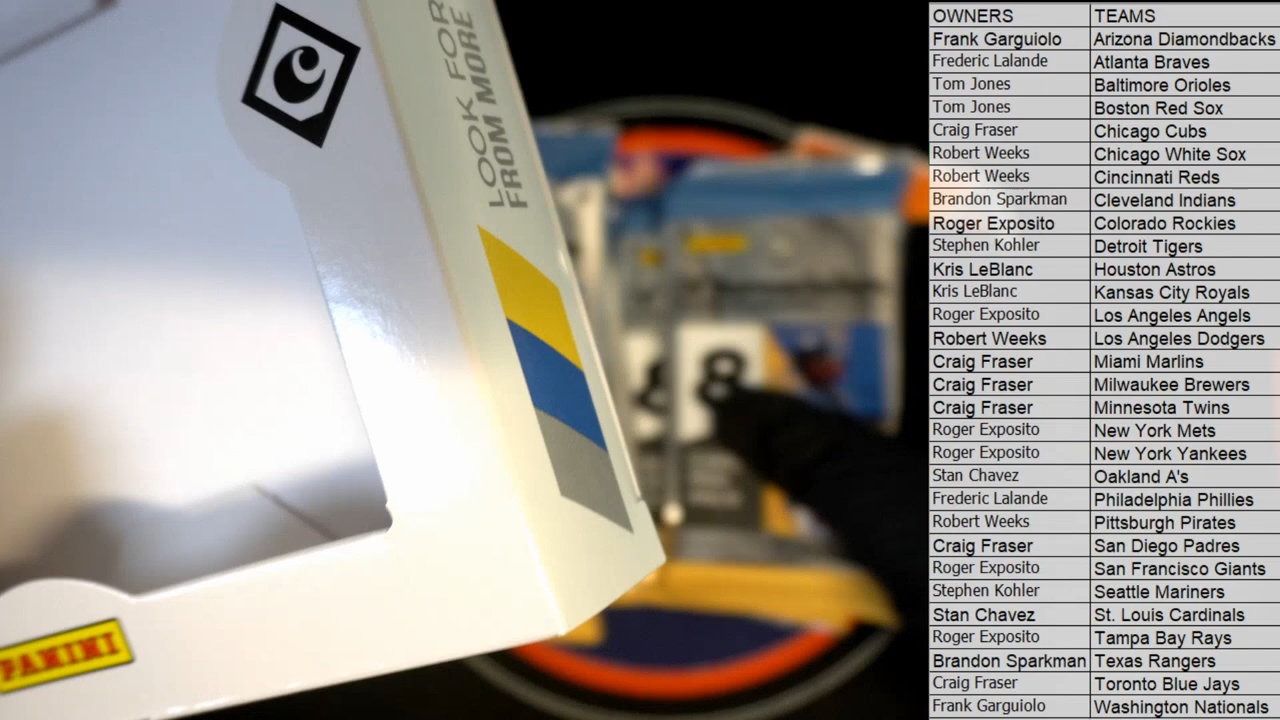 LOOK FOR
FROM MORE
PANINI
8
OWNERS TEAMS
Frank Garguiolo Arizona Diamondbacks
Frederic Lalande Atlanta Braves
Tom Jones Baltimore Orioles
Tom Jones Boston Red Sox
Craig Fraser Chicago Cubs
Robert Weeks Chicago White Sox
Robert Weeks Cincinnati Reds
Brandon Sparkman Cleveland Indians
Roger Exposito Colorado Rockies
Stephen Kohler Detroit Tigers
Kris LeBlanc Houston Astros
Kris LeBlanc Kansas City Royals
Roger Exposito Los Angeles Angels
Robert Weeks Los Angeles Dodgers
Craig Fraser Miami Marlins
Craig Fraser Milwaukee Brewers
Craig Fraser Minnesota Twins
Roger Exposito New York Mets
Roger Exposito New York Yankees
Stan Chavez Oakland A's
Frederic Lalande Philadelphia Phillies
Robert Weeks Pittsburgh Pirates
Craig Fraser San Diego Padres
Roger Exposito San Francisco Giants
Stephen Kohler Seattle Mariners
Stan Chavez St. Louis Cardinals
Roger Exposito Tampa Bay Rays
Brandon Sparkman Texas Rangers
Craig Fraser Toronto Blue Jays
Frank Garguiolo Washington Nationals